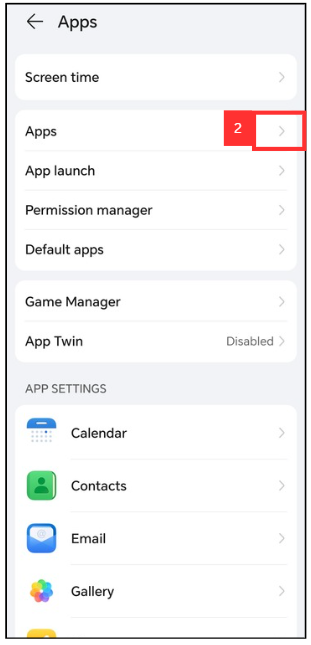 Apps
Screen time
Apps 2
App launch
Permission manager
Default apps
Game Manager
App Twin Disabled
APP SETTINGS
Calendar
Contacts
Email
Gallery